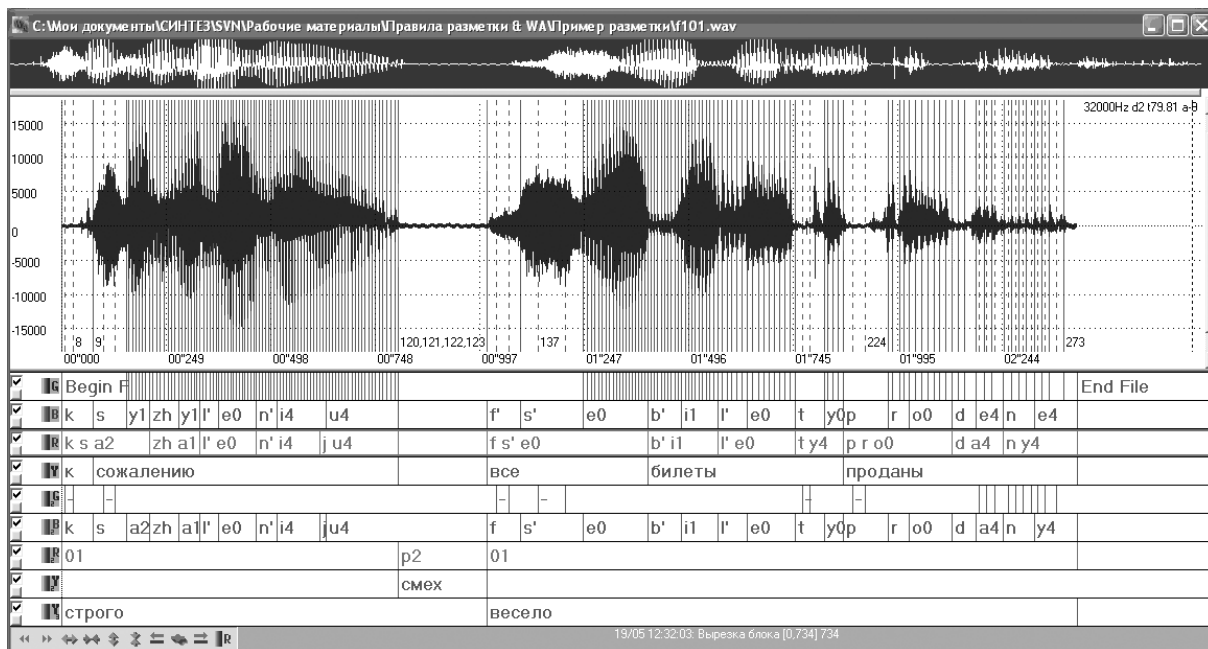 C:\Мои документы\СИНТЕЗ\SVN\Рабочие материалы\Правила разметки & WA\Пример разметки\f101.wav
32000Hz d2 t79.81 a-9
15000
10000
5000
0
-5000
-10000
-15000
8 9 120,121,122,123 137 224 273
00"000 00"249 00"498 00"748 00"997 01"247 01"496 01"745 01"995 02"244
G Begin F End File
B k s y1 zh y1 l' e0 n' i4 u4 f' s' e0 b' i1 l' e0 t y0 p r o0 d e4 n e4
R k s a2 zh a1 l' e0 n' i4 j u4 f s' e0 b' i1 l' e0 t y4 p r o0 d a4 n y4
Y к сожалению все билеты проданы
G - - - - - -
B k s a2 zh a1 l' e0 n' i4 j u4 f s' e0 b' i1 l' e0 t y0 p r o0 d a4 n y4
R 01 p2 01
Y смех
Y строго весело
R 19/05 12:32:03: Вырезка блока [0,734] 734